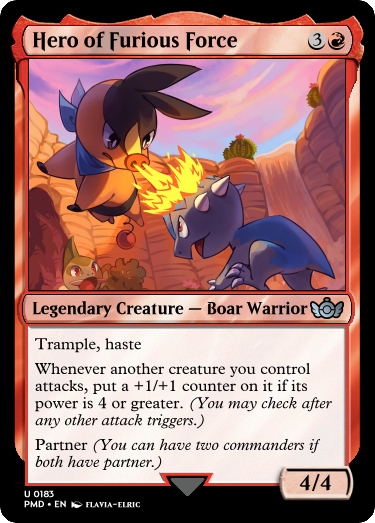 Hero of Furious Force 3
Legendary Creature — Boar Warrior
Trample, haste
Whenever another creature you control
attacks, put a +1/+1 counter on it if its
power is 4 or greater. (You may check after
any other attack triggers.)
Partner (You can have two commanders if
both have partner.)
4/4
U 0183
PMD • EN FLAVIA-ELRIC